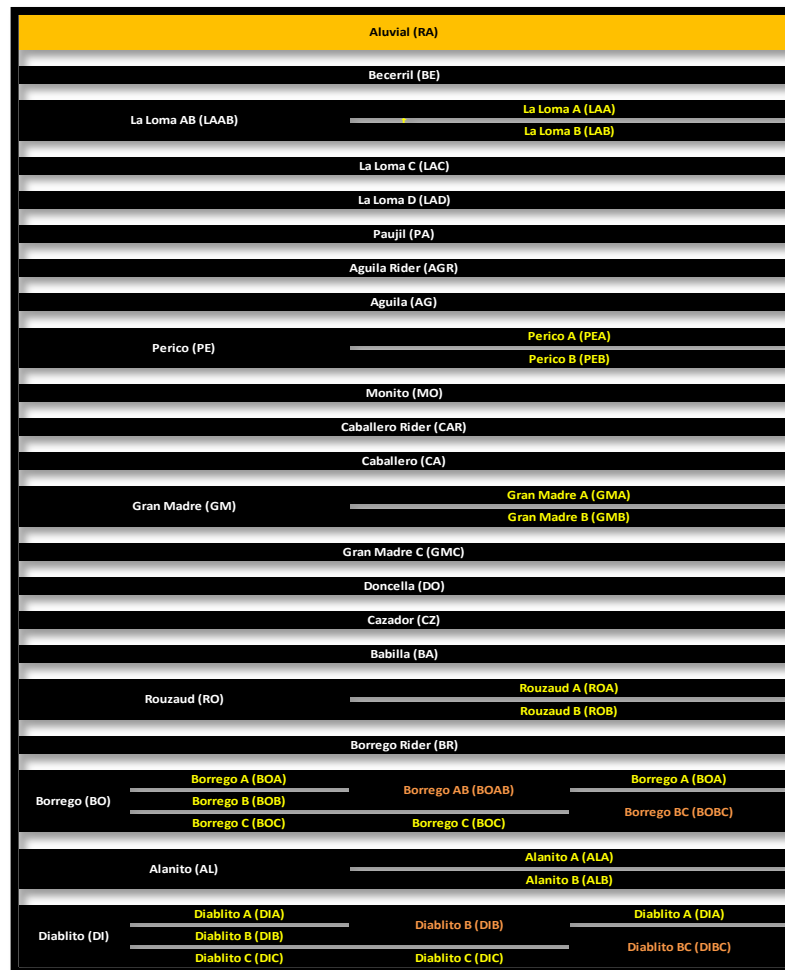 Aluvial (RA)
Becerril (BE)
La Loma AB (LAAB)
La Loma A (LAA)
La Loma B (LAB)
La Loma C (LAC)
La Loma D (LAD)
Paujil (PA)
Aguila Rider (AGR)
Aguila (AG)
Perico (PE)
Perico A (PEA)
Perico B (PEB)
Monito (MO)
Caballero Rider (CAR)
Caballero (CA)
Gran Madre (GM)
Gran Madre A (GMA)
Gran Madre B (GMB)
Gran Madre C (GMC)
Doncella (DO)
Cazador (CZ)
Babilla (BA)
Rouzaud (RO)
Rouzaud A (ROA)
Rouzaud B (ROB)
Borrego Rider (BR)
Borrego (BO)
Borrego A (BOA)
Borrego B (BOB)
Borrego C (BOC)
Borrego AB (BOAB)
Borrego C (BOC)
Borrego A (BOA)
Borrego BC (BOBC)
Alanito (AL)
Alanito A (ALA)
Alanito B (ALB)
Diablito (DI)
Diablito A (DIA)
Diablito B (DIB)
Diablito C (DIC)
Diablito B (DIB)
Diablito C (DIC)
Diablito A (DIA)
Diablito BC (DIBC)